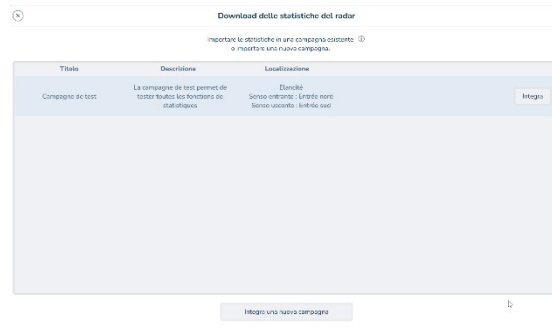 Download delle statistiche del radar
Importare le statistiche in una campagna esistente
o importare una nuova campagna.
Titolo Descrizione Localizzazione
Campagne de test
La campagne de test permet de
tester toutes les fonctions de
statistiques
Elancité
Senso entrante : Entrée nord
Senso uscente : Entrée sud
Integra
Integra una nuova campagna